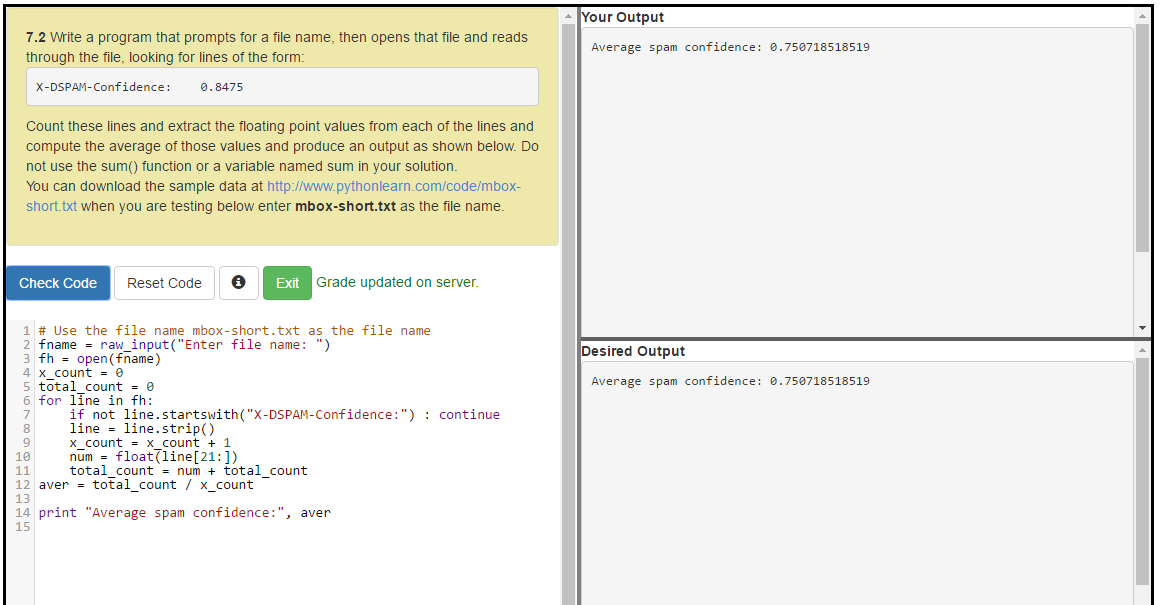 7.2 Write a program that prompts for a file name, then opens that file and reads
through the file, looking for lines of the form:
X-DSPAM-Confidence:    0.8475
Count these lines and extract the floating point values from each of the lines and
compute the average of those values and produce an output as shown below. Do
not use the sum() function or a variable named sum in your solution.
You can download the sample data at http://www.pythonlearn.com/code/mbox-
short.txt when you are testing below enter mbox-short.txt as the file name.
Check Code Reset Code Exit Grade updated on server.
1 # Use the file name mbox-short.txt as the file name
2 fname = raw_input("Enter file name: ")
3 fh = open(fname)
4 x_count = 0
5 total_count = 0
6 for line in fh:
7     if not line.startswith("X-DSPAM-Confidence:") : continue
8     line = line.strip()
9     x_count = x_count + 1
10     num = float(line[21:])
11     total_count = num + total_count
12 aver = total_count / x_count
13
14 print "Average spam confidence:", aver
15
Your Output
Average spam confidence: 0.750718518519
Desired Output
Average spam confidence: 0.750718518519